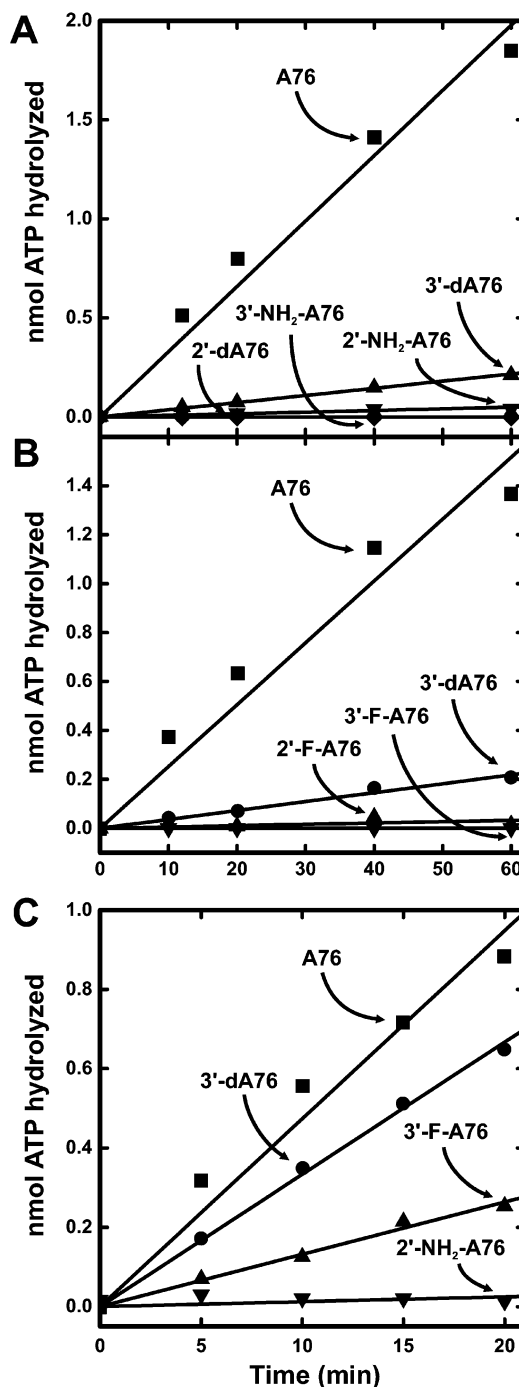 A
2.0
1.5
1.0
0.5
0.0
nmol ATP hydrolyzed
A76
3'-dA76
3'-NH₂-A76
2'-NH₂-A76
2'-dA76
B
1.4
1.2
1.0
0.8
0.6
0.4
0.2
0.0
nmol ATP hydrolyzed
A76
3'-dA76
3'-F-A76
2'-F-A76
0 10 20 30 40 50 60
C
1.0
0.8
0.6
0.4
0.2
0.0
nmol ATP hydrolyzed
A76
3'-dA76
3'-F-A76
2'-NH₂-A76
0 5 10 15 20
Time (min)